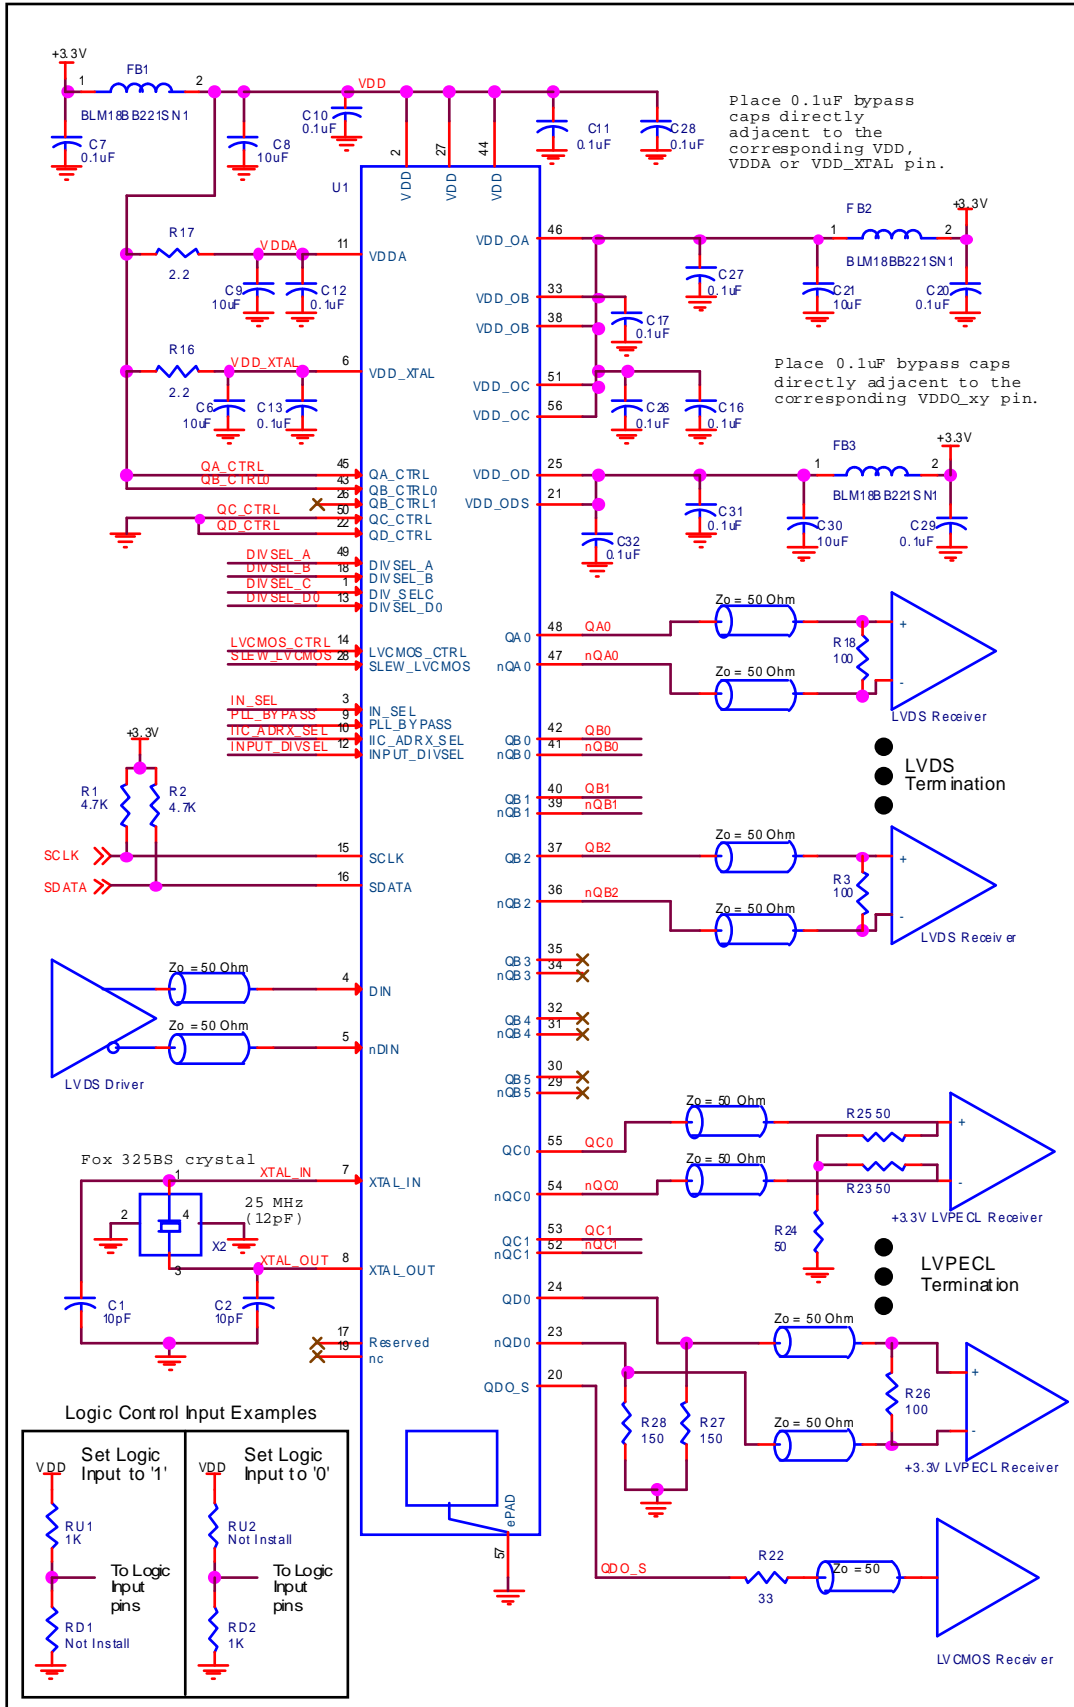 +3.3V
FB1
1
2
VDD
BLM18BB221SN1
C7
0.1uF
C8
10uF
C10
0.1uF
C11
0.1uF
C28
0.1uF
Place 0.1uF bypass
caps directly
adjacent to the
corresponding VDD,
VDDA or VDD_XTAL pin.
2
27
44
VDD
VDD
VDD
U1
R17
2.2
VDDA
11
VDDA
C9
10uF
C12
0.1uF
R16
2.2
VDD_XTAL
6
VDD_XTAL
C6
10uF
C13
0.1uF
VDD_OA
46
FB2
+3.3V
1
2
BLM18BB221SN1
C27
0.1uF
C21
10uF
C20
0.1uF
VDD_OB
33
VDD_OB
38
C17
0.1uF
VDD_OC
51
VDD_OC
56
C26
0.1uF
C16
0.1uF
Place 0.1uF bypass caps
directly adjacent to the
corresponding VDDO_xy pin.
VDD_OD
25
VDD_ODS
21
FB3
+3.3V
1
2
BLM18BB221SN1
C32
0.1uF
C31
0.1uF
C30
10uF
C29
0.1uF
QA_CTRL
45
QA_CTRL
QB_CTRL0
43
QB_CTRL0
26
QB_CTRL1
QC_CTRL
50
QC_CTRL
QD_CTRL
22
QD_CTRL
DIVSEL_A
49
DIVSEL_A
DIVSEL_B
18
DIVSEL_B
DIVSEL_C
1
DIV_SELC
DIVSEL_D0
13
DIVSEL_D0
LVCMOS_CTRL
14
LVCMOS_CTRL
SLEW_LVCMOS
28
SLEW_LVCMOS
IN_SEL
3
IN_SEL
PLL_BYPASS
9
PLL_BYPASS
IIC_ADRX_SEL
10
IIC_ADRX_SEL
INPUT_DIVSEL
12
INPUT_DIVSEL
+3.3V
R1
4.7K
R2
4.7K
SCLK
15
SCLK
SDATA
16
SDATA
QA0
48
QA0
nQA0
47
nQA0
Zo = 50 Ohm
Zo = 50 Ohm
R18
100
+
-
LVDS Receiver
QB0
42
QB0
nQB0
41
nQB0
QB1
40
QB1
nQB1
39
nQB1
LVDS
Termination
QB2
37
QB2
nQB2
36
nQB2
Zo = 50 Ohm
Zo = 50 Ohm
R3
100
+
-
LVDS Receiver
QB3
35
nQB3
34
QB4
32
nQB4
31
QB5
30
nQB5
29
Zo = 50 Ohm
4
DIN
Zo = 50 Ohm
5
nDIN
LVDS Driver
QC0
55
QC0
nQC0
54
nQC0
Zo = 50 Ohm
Zo = 50 Ohm
R25 50
R23 50
R24
50
+
-
+3.3V LVPECL Receiver
QC1
53
QC1
nQC1
52
nQC1
LVPECL
Termination
Fox 325BS crystal
1
XTAL_IN
7
XTAL_IN
2
4
25 MHz
(12pF)
X2
3
XTAL_OUT
8
XTAL_OUT
C1
10pF
C2
10pF
17
Reserved
19
nc
24
QD0
23
nQD0
20
QDO_S
Zo = 50 Ohm
Zo = 50 Ohm
R28
150
R27
150
R26
100
+
-
+3.3V LVPECL Receiver
ePAD
57
QDO_S
R22
33
Zo = 50
LVCMOS Receiver
Logic Control Input Examples
Set Logic
Input to '1'
VDD
RU1
1K
To Logic
Input
pins
RD1
Not Install
Set Logic
Input to '0'
VDD
RU2
Not Install
To Logic
Input
pins
RD2
1K